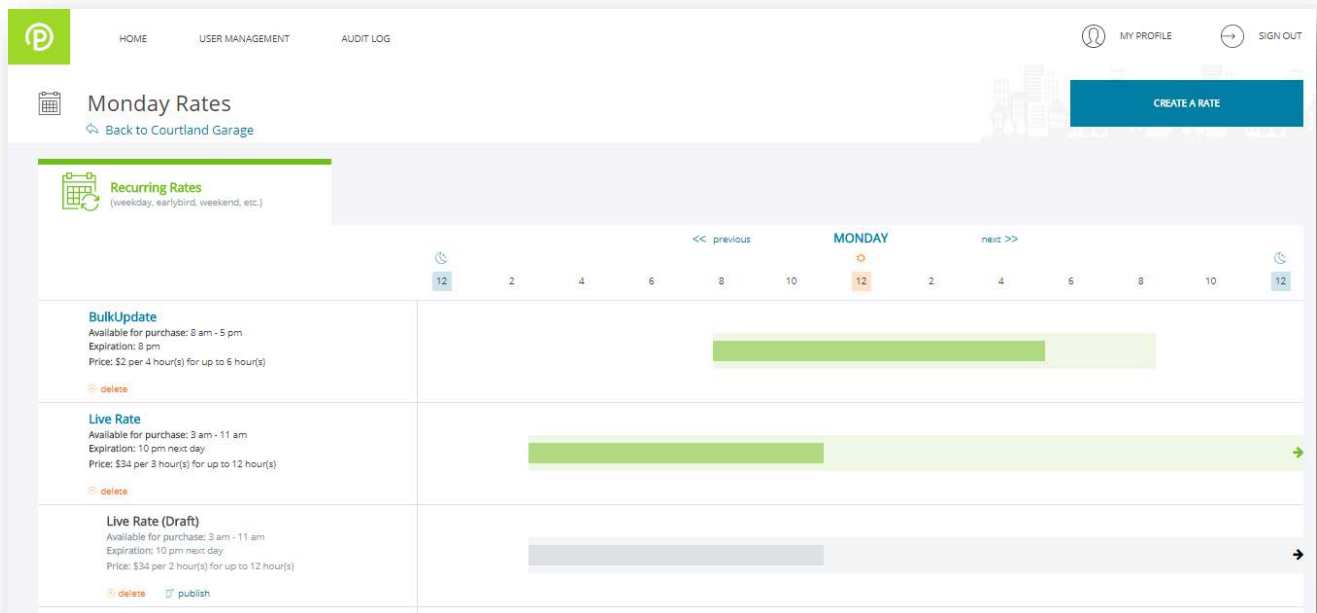 HOME USER MANAGEMENT AUDIT LOG MY PROFILE SIGN OUT
Monday Rates
Back to Courtland Garage
CREATE A RATE
Recurring Rates
(weekday, earlybird, weekend, etc.)
<< previous MONDAY next >>
12 2 4 6 8 10 12 2 4 6 8 10 12
BulkUpdate
Available for purchase: 8 am - 5 pm
Expiration: 8 pm
Price: $2 per 4 hour(s) for up to 6 hour(s)
delete
Live Rate
Available for purchase: 3 am - 11 am
Expiration: 10 pm next day
Price: $34 per 3 hour(s) for up to 12 hour(s)
delete
Live Rate (Draft)
Available for purchase: 3 am - 11 am
Expiration: 10 pm next day
Price: $34 per 2 hour(s) for up to 12 hour(s)
delete publish